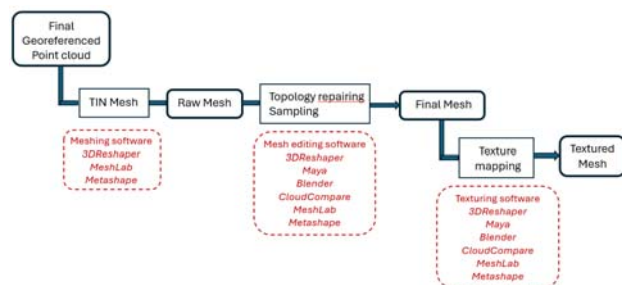 Final
Georeferenced
Point cloud
TIN Mesh
Raw Mesh
Topology repairing
Sampling
Final Mesh
Texture
mapping
Textured
Mesh
Meshing software
3DReshaper
MeshLab
Metashape
Mesh editing software
3DReshaper
Maya
Blender
CloudCompare
MeshLab
Metashape
Texturing software
3DReshaper
Maya
Blender
CloudCompare
MeshLab
Metashape